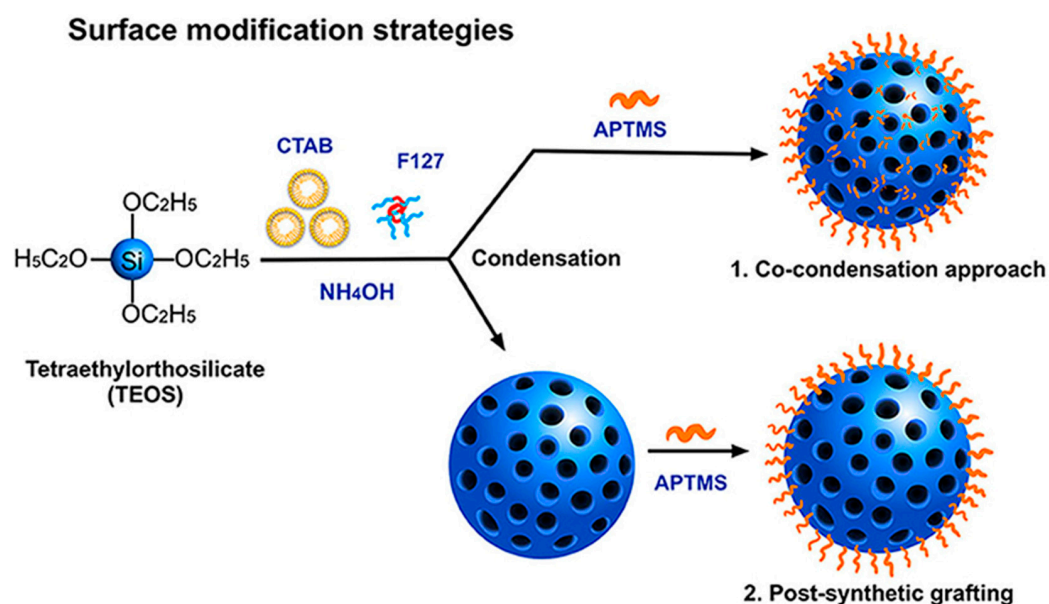 Surface modification strategies
CTAB
F127
APTMS
OC2H5
H5C2O
Si
OC2H5
OC2H5
NH4OH
Condensation
1. Co-condensation approach
Tetraethylorthosilicate
(TEOS)
APTMS
2. Post-synthetic grafting